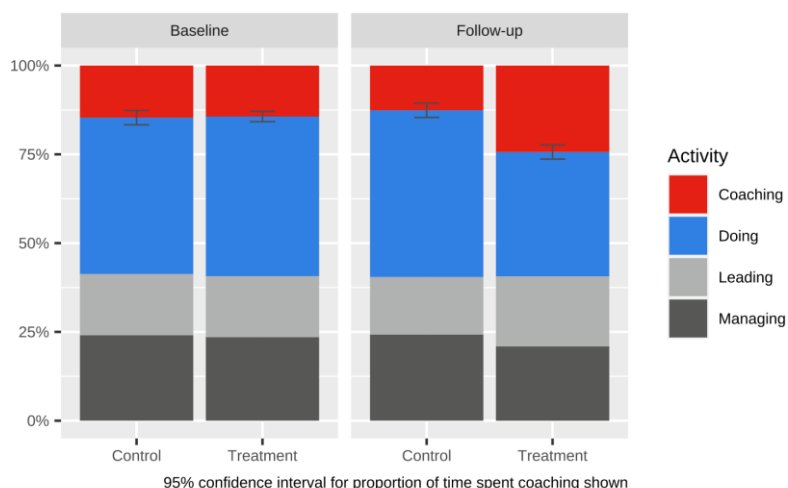 Baseline
Follow-up
100%
75%
50%
25%
0%
Control
Treatment
Control
Treatment
Activity
Coaching
Doing
Leading
Managing
95% confidence interval for proportion of time spent coaching shown